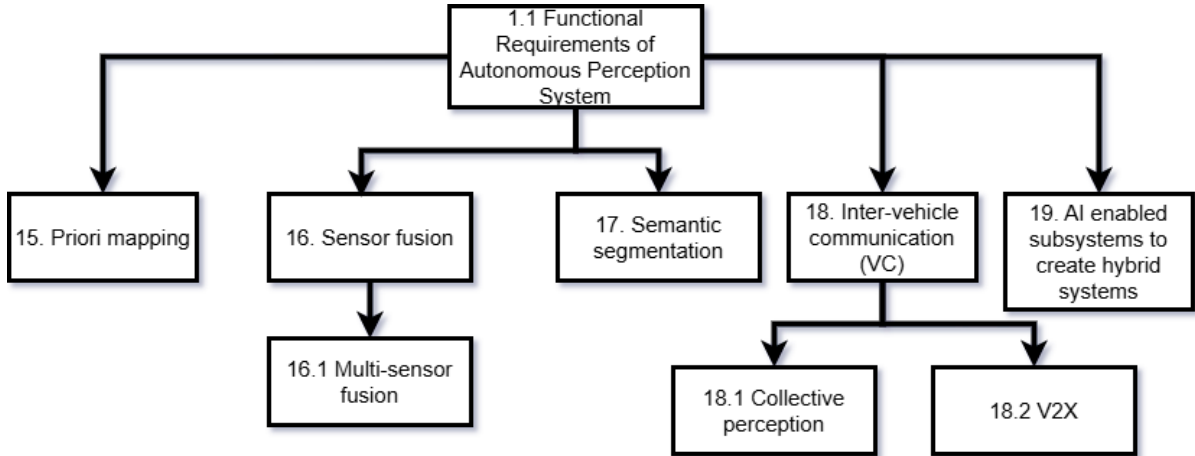 1.1 Functional
Requirements of
Autonomous Perception
System
15. Priori mapping
16. Sensor fusion
17. Semantic
segmentation
18. Inter-vehicle
communication
(VC)
19. AI enabled
subsystems to
create hybrid
systems
16.1 Multi-sensor
fusion
18.1 Collective
perception
18.2 V2X